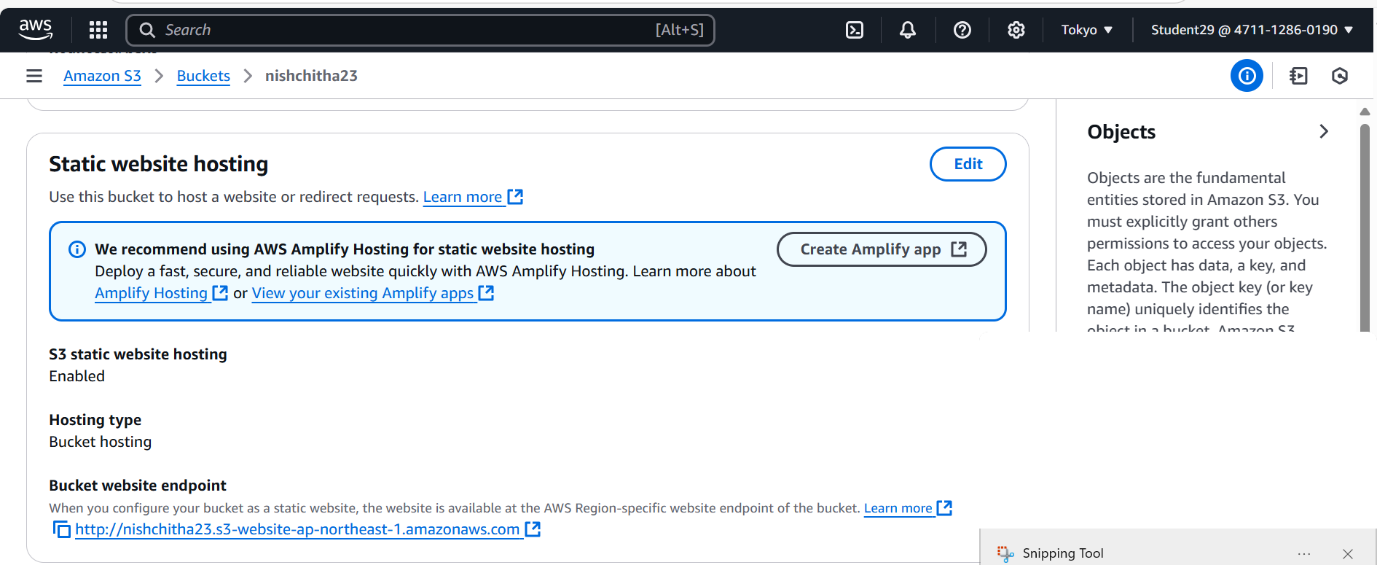 aws
Search [Alt+S] Tokyo ▼ Student29 @ 4711-1286-0190 ▼
Amazon S3 > Buckets > nishchitha23
Static website hosting
Edit
Use this bucket to host a website or redirect requests. Learn more
We recommend using AWS Amplify Hosting for static website hosting
Create Amplify app
Deploy a fast, secure, and reliable website quickly with AWS Amplify Hosting. Learn more about
Amplify Hosting or View your existing Amplify apps
S3 static website hosting
Enabled
Hosting type
Bucket hosting
Bucket website endpoint
When you configure your bucket as a static website, the website is available at the AWS Region-specific website endpoint of the bucket. Learn more
http://nishchitha23.s3-website-ap-northeast-1.amazonaws.com
Objects
Objects are the fundamental
entities stored in Amazon S3. You
must explicitly grant others
permissions to access your objects.
Each object has data, a key, and
metadata. The object key (or key
name) uniquely identifies the
object in a bucket. Amazon S3
Snipping Tool